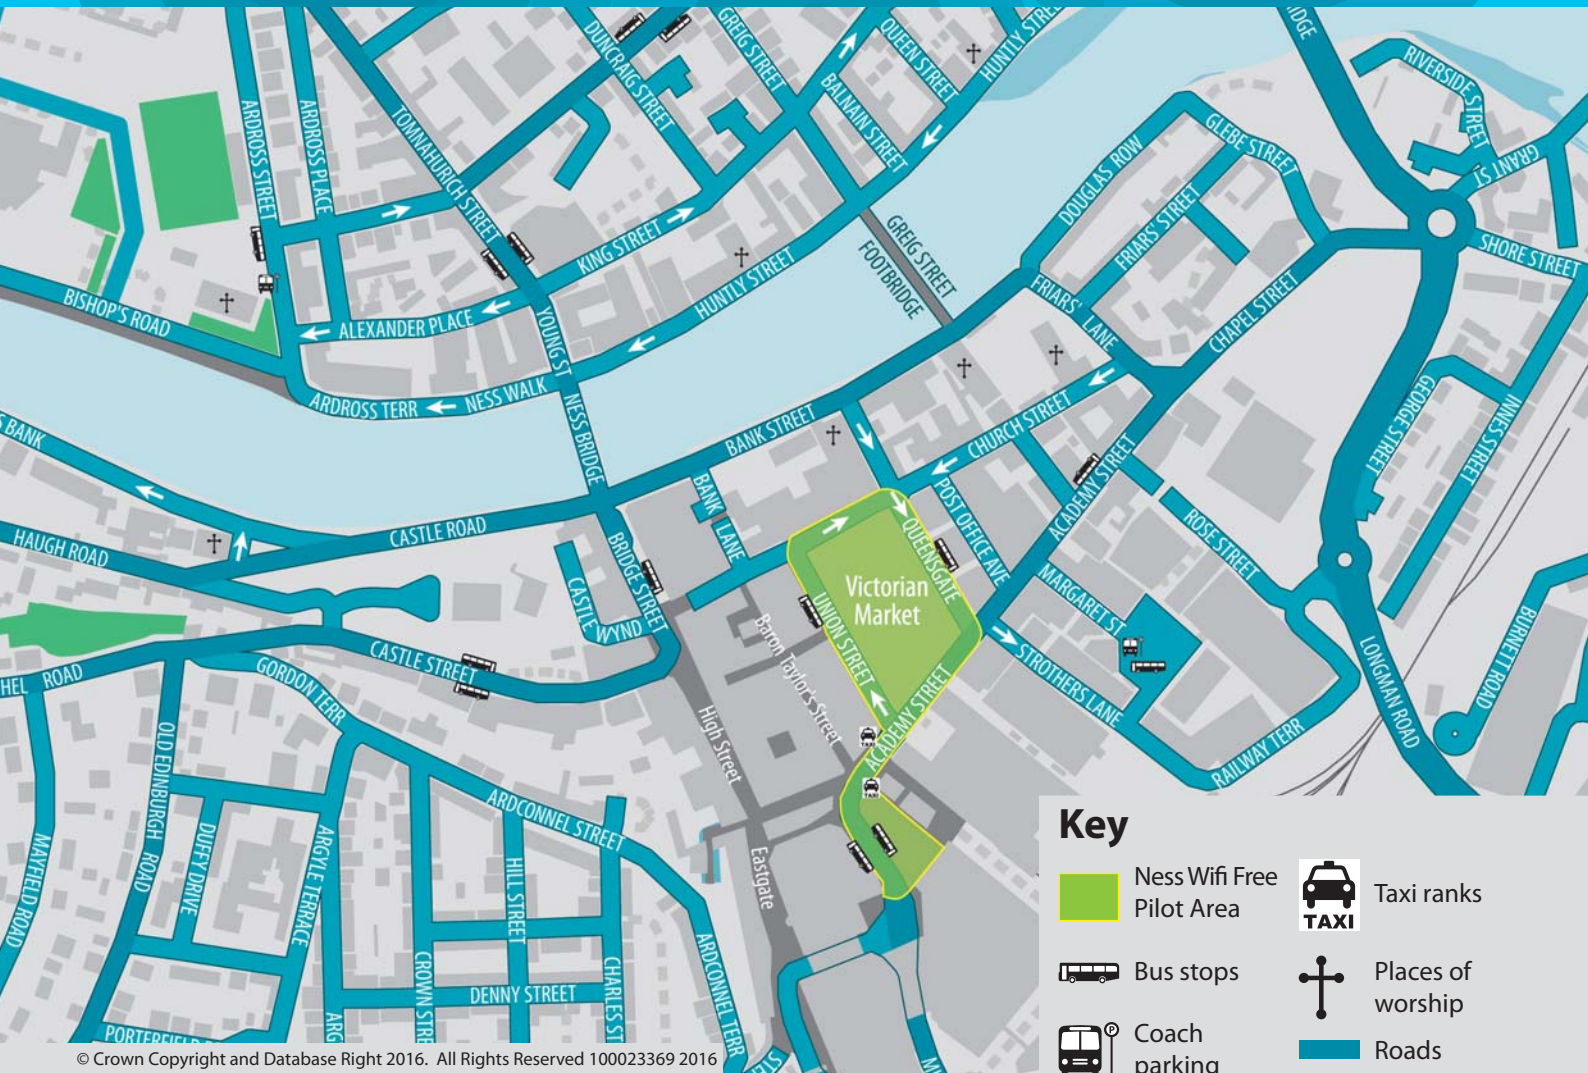 DUNCRAIG STREET
GREIG STREET
QUEEN STREET
HUNTLY STREET
BALNAIN STREET
RIVERSIDE STREET
GRANT ST
ARDROSS STREET
ARDROSS PLACE
TOMNAHURICH STREET
DOUGLAS ROW
GLEBE STREET
FRIARS' STREET
SHORE STREET
KING STREET
GREIG STREET
FOOTBRIDGE
HUNTLY STREET
BISHOP'S ROAD
ALEXANDER PLACE
YOUNG ST
FRIARS' LANE
CHAPEL STREET
ARDROSS TERR
NESS WALK
NESS BRIDGE
BANK STREET
CHURCH STREET
GEORGE STREET
INNES STREET
BANK
HAUGH ROAD
CASTLE ROAD
BANK LANE
QUEENSGATE
POST OFFICE AVE
ACADEMY STREET
ROSE STREET
BRIDGE STREET
CASTLE WYND
Victorian
Market
UNION STREET
MARGARET ST
BURNETT ROAD
Baron Taylor's Street
STROTHERS LANE
LONGMAN ROAD
ROAD
CASTLE STREET
GORDON TERR
High Street
ACADEMY STREET
TAXI
TAXI
RAILWAY TERR
OLD EDINBURGH ROAD
ARDCONNEL STREET
MAYFIELD ROAD
DUFFY DRIVE
ARGYLE TERRACE
HILL STREET
Eastgate
CROWN STRE
DENNY STREET
CHARLES ST
ARDCONNEL TERR
ARG
Key
Ness Wifi Free
Pilot Area
TAXI
Taxi ranks
Bus stops
Places of
worship
P
Coach
parking
Roads
© Crown Copyright and Database Right 2016. All Rights Reserved 100023369 2016